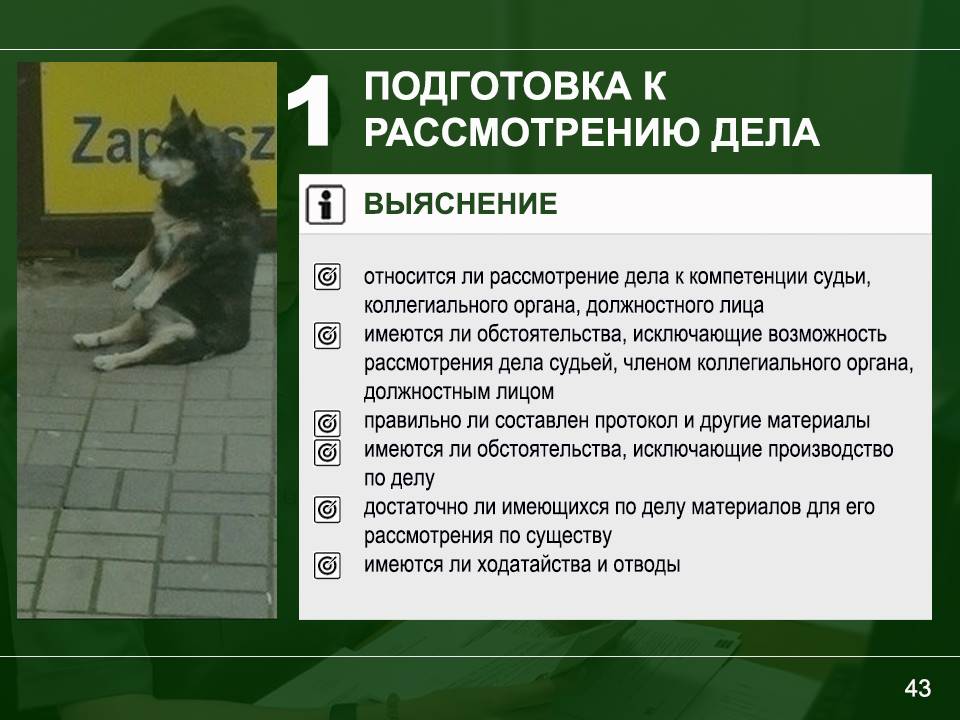 Zap sz
1
ПОДГОТОВКА К
РАССМОТРЕНИЮ ДЕЛА
ВЫЯСНЕНИЕ
относится ли рассмотрение дела к компетенции судьи,
коллегиального органа, должностного лица
имеются ли обстоятельства, исключающие возможность
рассмотрения дела судьей, членом коллегиального органа,
должностным лицом
правильно ли составлен протокол и другие материалы
имеются ли обстоятельства, исключающие производство
по делу
достаточно ли имеющихся по делу материалов для его
рассмотрения по существу
имеются ли ходатайства и отводы
43